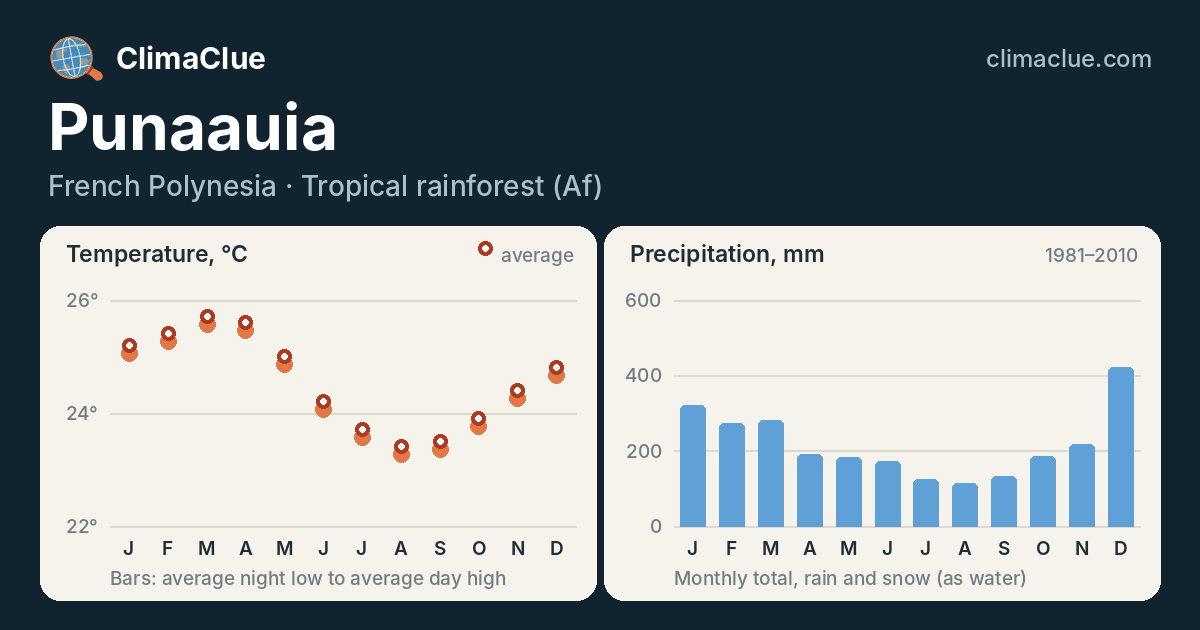 ClimaClue
climaclue.com
Punaauia
French Polynesia · Tropical rainforest (Af)
Temperature, °C
average
26°
24°
22°
J F M A M J J A S O N D
Bars: average night low to average day high
Precipitation, mm
1981–2010
600
400
200
0
J F M A M J J A S O N D
Monthly total, rain and snow (as water)